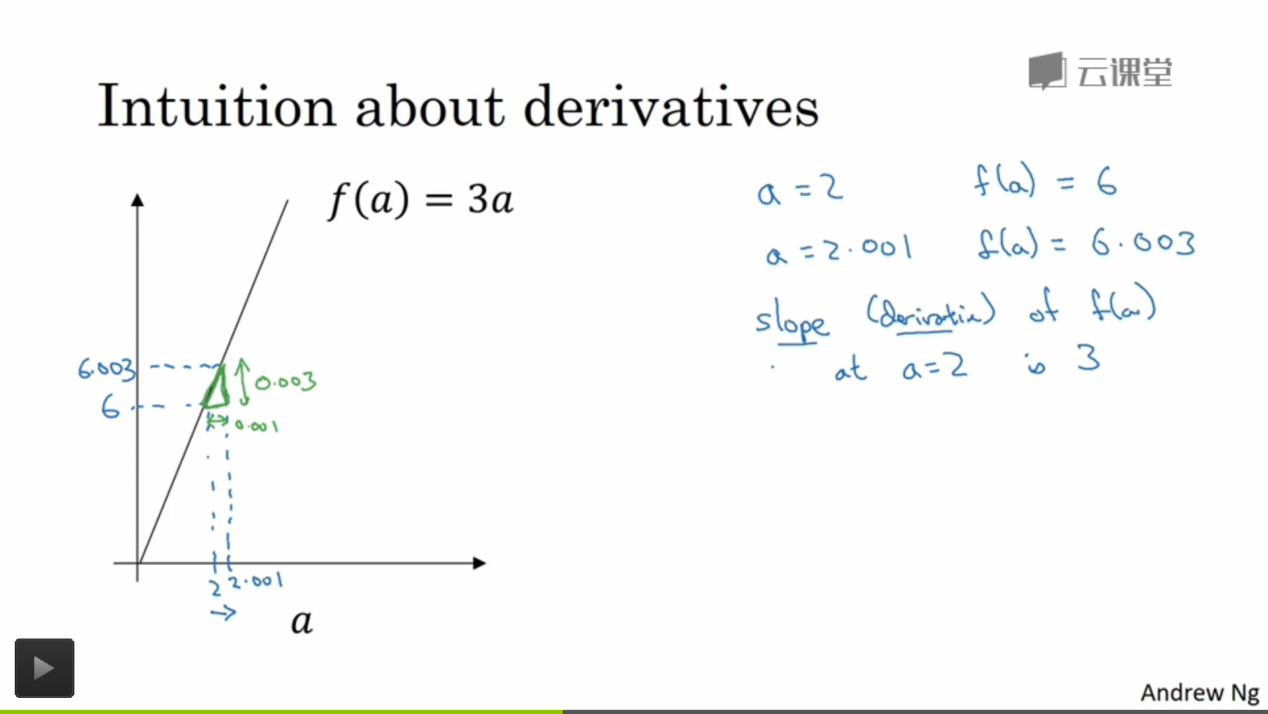 云课堂
Intuition about derivatives
f(a) = 3a
a = 2 f(a) = 6
a = 2.001 f(a) = 6.003
slope (derivative) of f(a)
at a=2 is 3
6.003
0.003
6
0.001
2 2.001
a
Andrew Ng